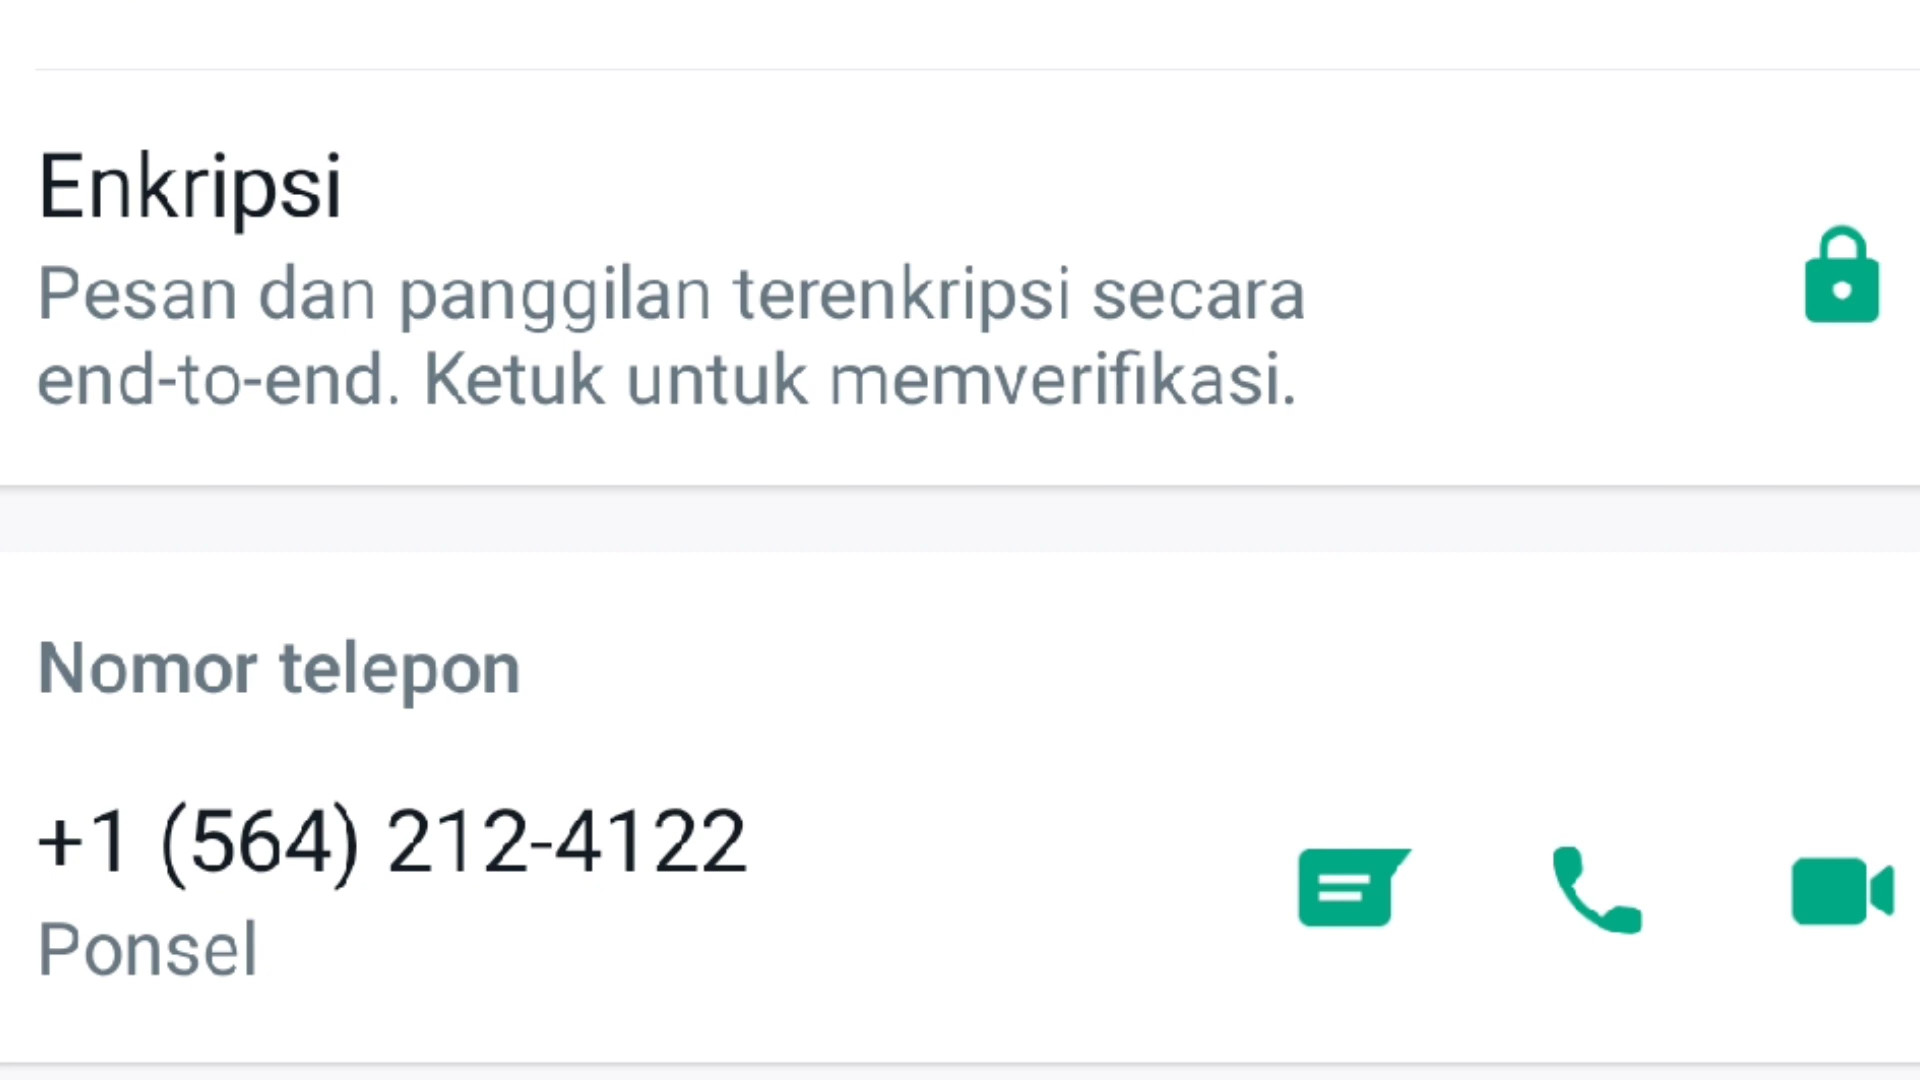 Enkripsi
Pesan dan panggilan terenkripsi secara
end-to-end. Ketuk untuk memverifikasi.
Nomor telepon
+1 (564) 212-4122
Ponsel